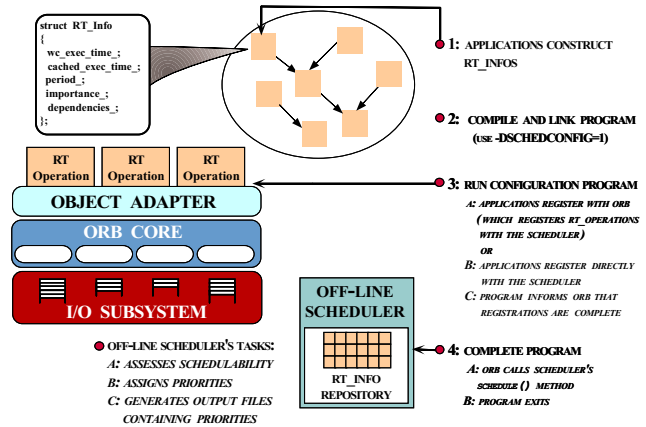 struct RT_Info
{
wc_exec_time_;
cached_exec_time_;
period_;
importance_;
dependencies_;
};
1: APPLICATIONS CONSTRUCT
RT_INFOS
2: COMPILE AND LINK PROGRAM
(USE -DSCHEDCONFIG=1)
RT
Operation
RT
Operation
RT
Operation
OBJECT ADAPTER
ORB CORE
I/O SUBSYSTEM
3: RUN CONFIGURATION PROGRAM
A: APPLICATIONS REGISTER WITH ORB
(WHICH REGISTERS RT_OPERATIONS
WITH THE SCHEDULER)
OR
B: APPLICATIONS REGISTER DIRECTLY
WITH THE SCHEDULER
C: PROGRAM INFORMS ORB THAT
REGISTRATIONS ARE COMPLETE
OFF-LINE
SCHEDULER
RT_INFO
REPOSITORY
4: COMPLETE PROGRAM
A: ORB CALLS SCHEDULER'S
SCHEDULE() METHOD
B: PROGRAM EXITS
OFF-LINE SCHEDULER'S TASKS:
A: ASSESSES SCHEDULABILITY
B: ASSIGNS PRIORITIES
C: GENERATES OUTPUT FILES
CONTAINING PRIORITIES